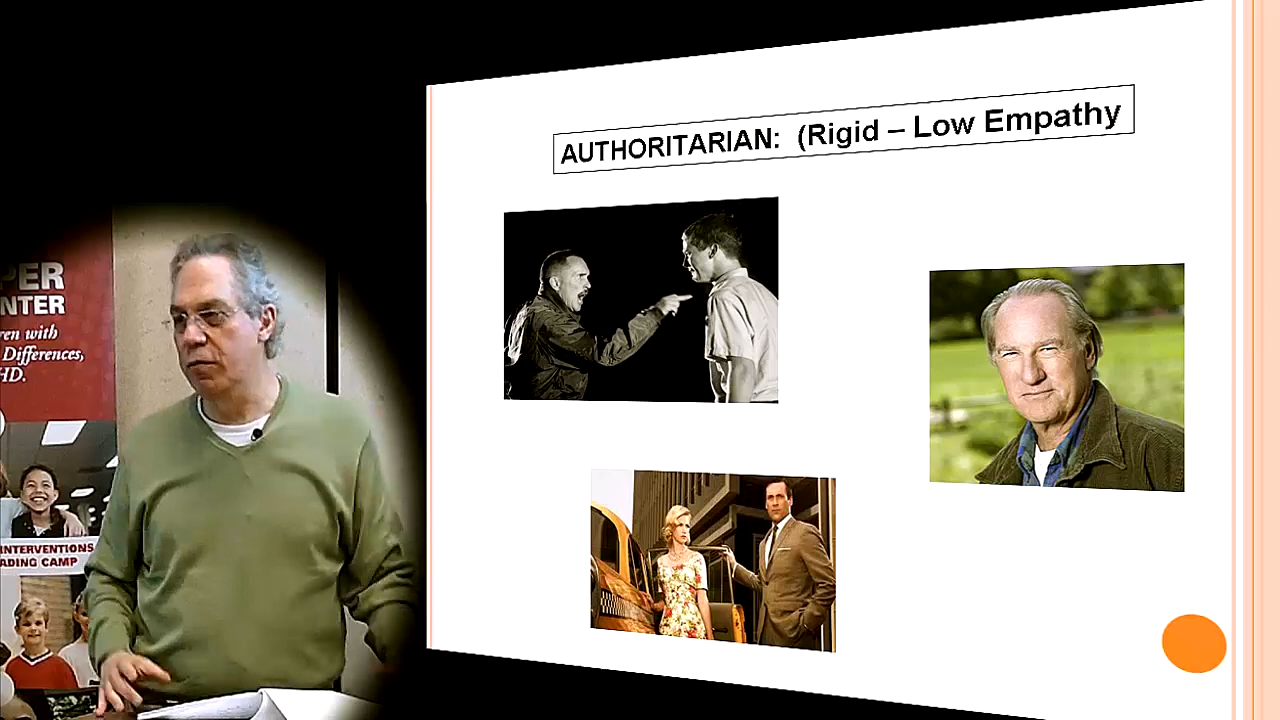 AUTHORITARIAN: (Rigid – Low Empathy
PER
NTER
ren with
Differences,
HD.
INTERVENTIONS
ADING CAMP